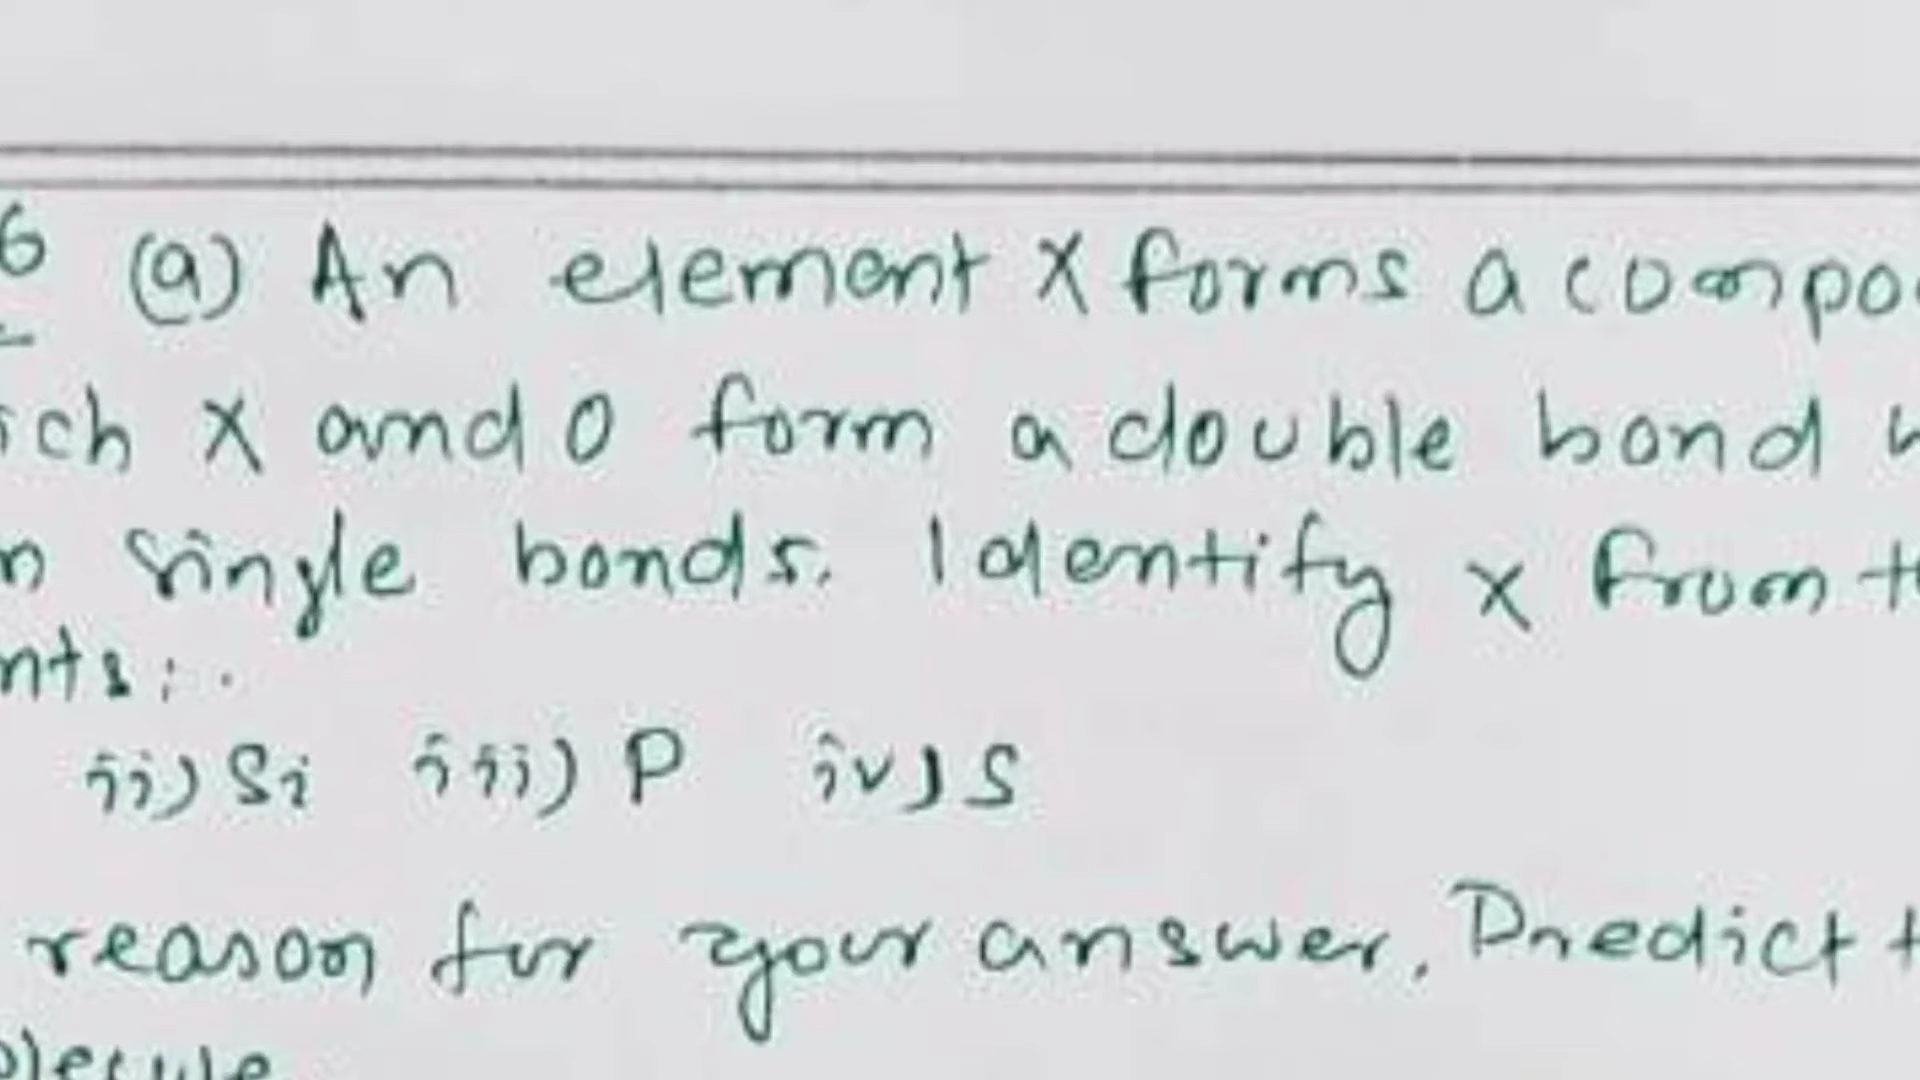 6 (a) An element X forms a compo
ich X and O form a double bond
n single bonds. Identify x from t
nts:.
ii) Si iii) P iv) S
reason for your answer. Predict t
olecule